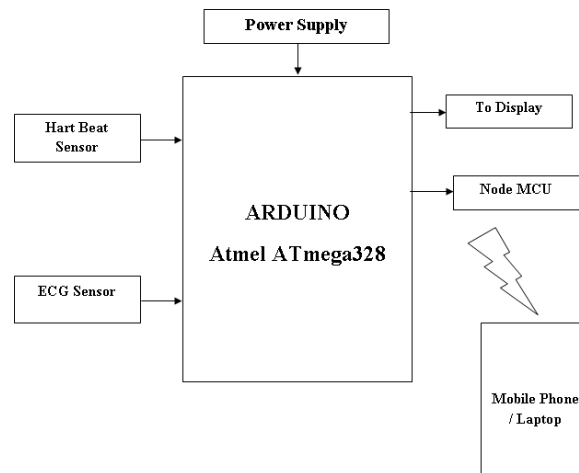 Power Supply
Hart Beat
Sensor
To Display
Node MCU
ARDUINO
Atmel ATmega328
ECG Sensor
Mobile Phone
/ Laptop